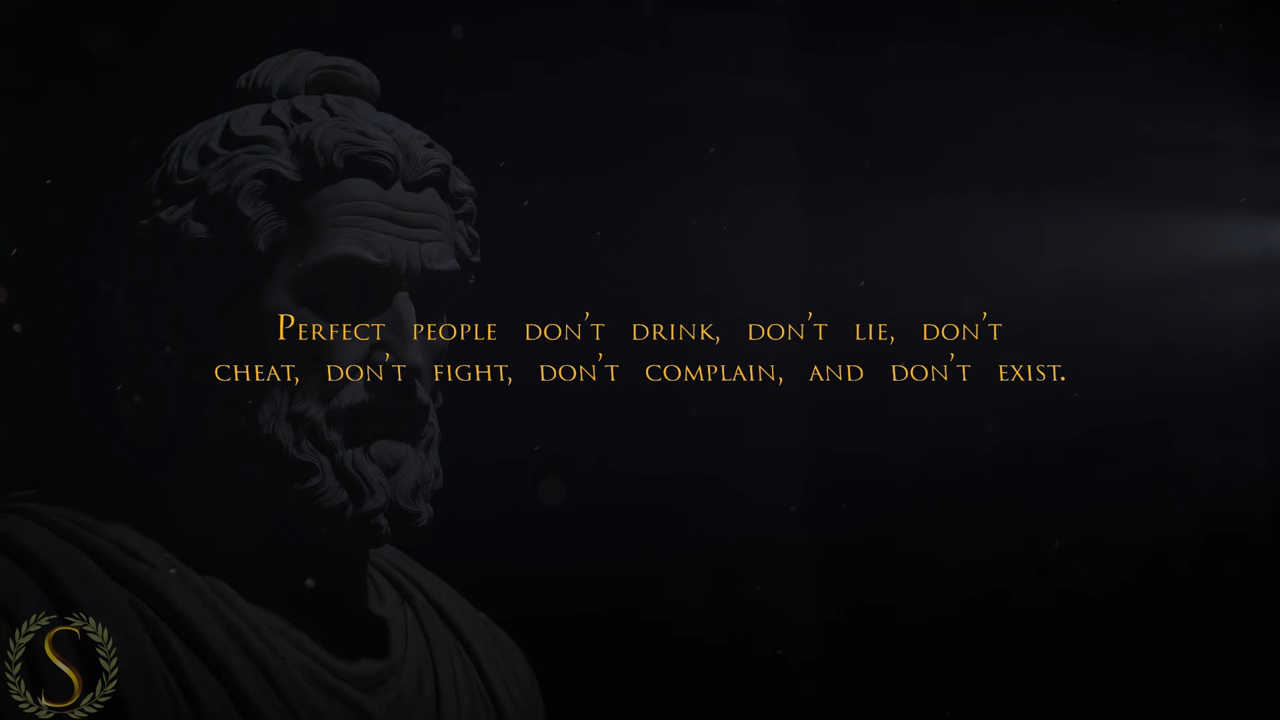 Perfect people don't drink, don't lie, don't
cheat, don't fight, don't complain, and don't exist.
S